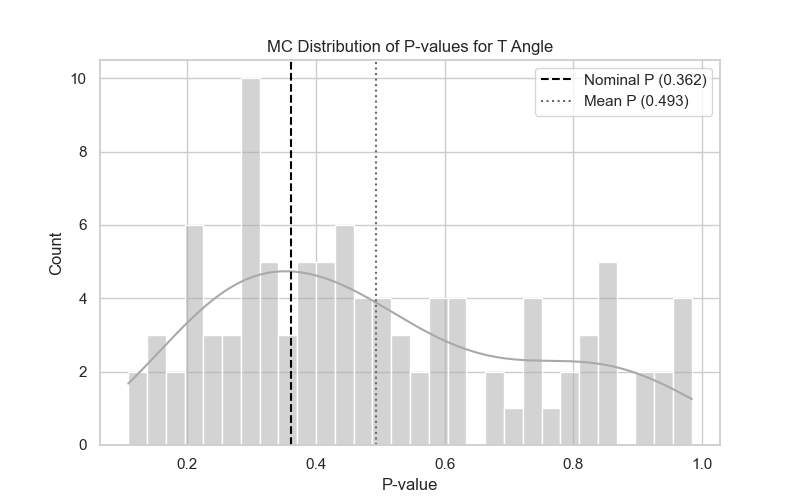 MC Distribution of P-values for T Angle
Nominal P (0.362)
Mean P (0.493)
Count
10
8
6
4
2
0
0.2 0.4 0.6 0.8 1.0
P-value